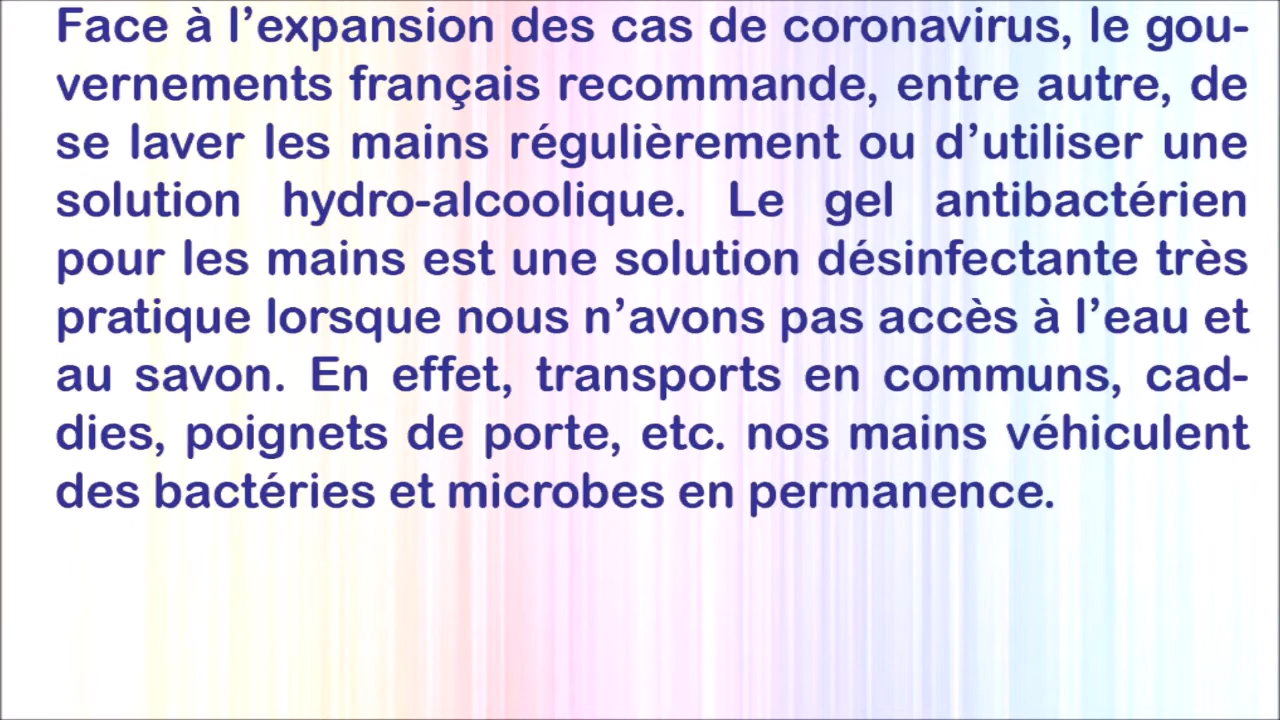 Face à l’expansion des cas de coronavirus, le gou-
vernements français recommande, entre autre, de
se laver les mains régulièrement ou d’utiliser une
solution hydro-alcoolique. Le gel antibactérien
pour les mains est une solution désinfectante très
pratique lorsque nous n’avons pas accès à l’eau et
au savon. En effet, transports en communs, cad-
dies, poignets de porte, etc. nos mains véhiculent
des bactéries et microbes en permanence.